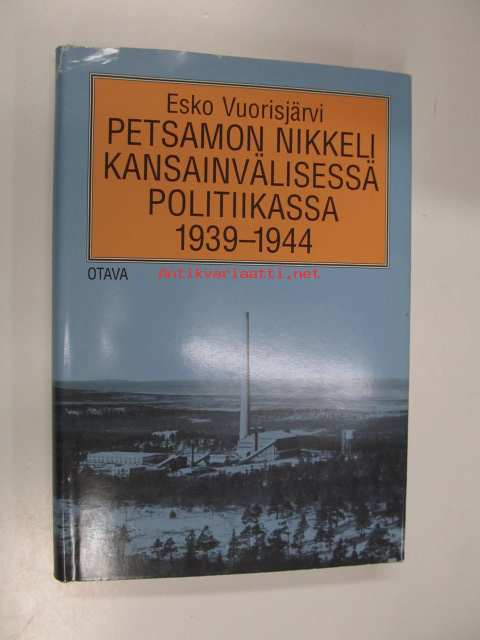 Esko Vuorisjärvi
PETSAMON NIKKELI
KANSAINVÄLISESSÄ
POLITIIKASSA
1939–1944
OTAVA
Antikvariaatti.net